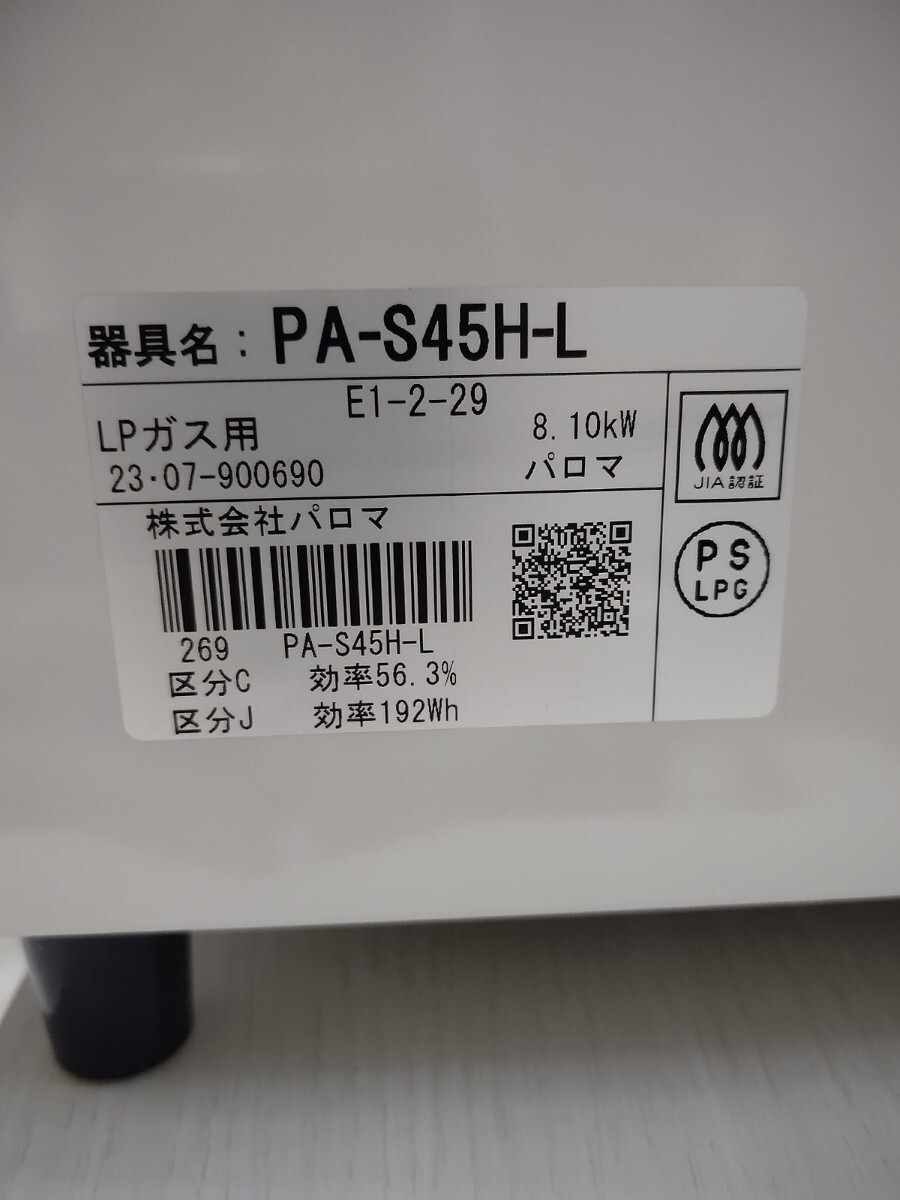 器具名：PA-S45H-L
E1-2-29
LPガス用 8.10kW
23・07-900690 パロマ
JIA認証
株式会社パロマ
PS
LPG
269 PA-S45H-L
区分C 効率56.3%
区分J 効率192Wh